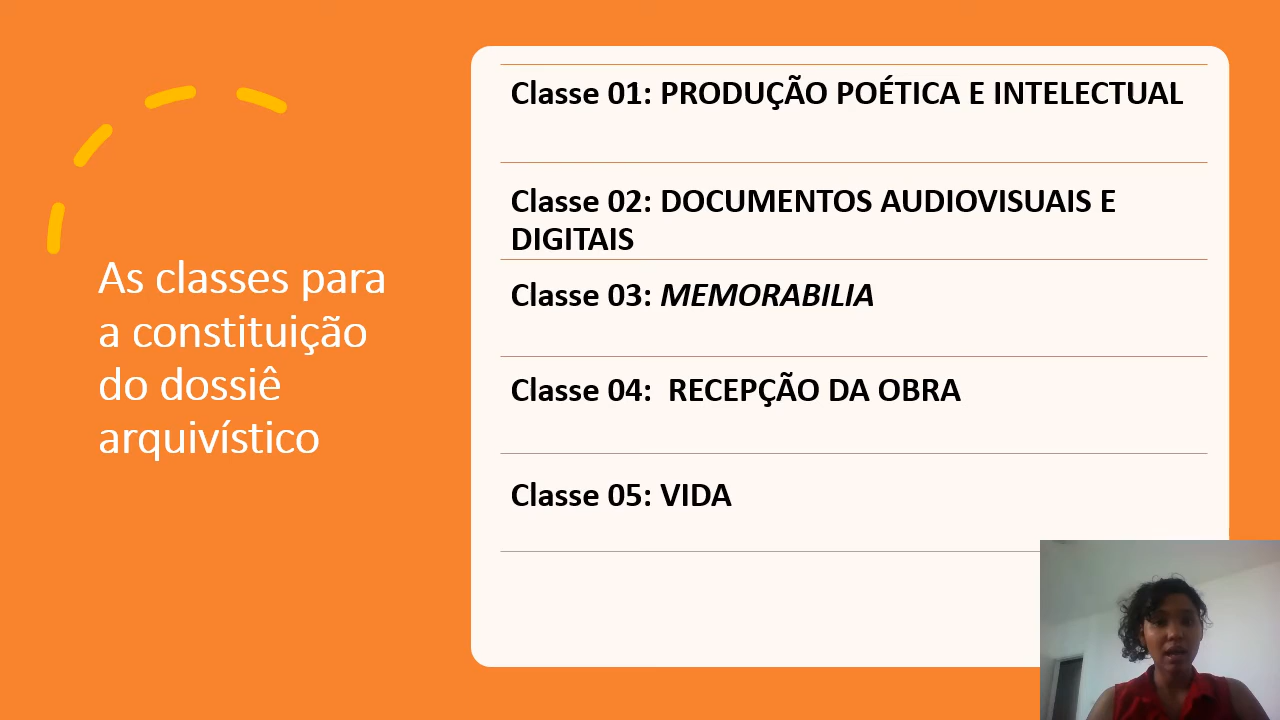 As classes para
a constituição
do dossiê
arquivístico
Classe 01: PRODUÇÃO POÉTICA E INTELECTUAL
Classe 02: DOCUMENTOS AUDIOVISUAIS E
DIGITAIS
Classe 03: MEMORABILIA
Classe 04:  RECEPÇÃO DA OBRA
Classe 05: VIDA